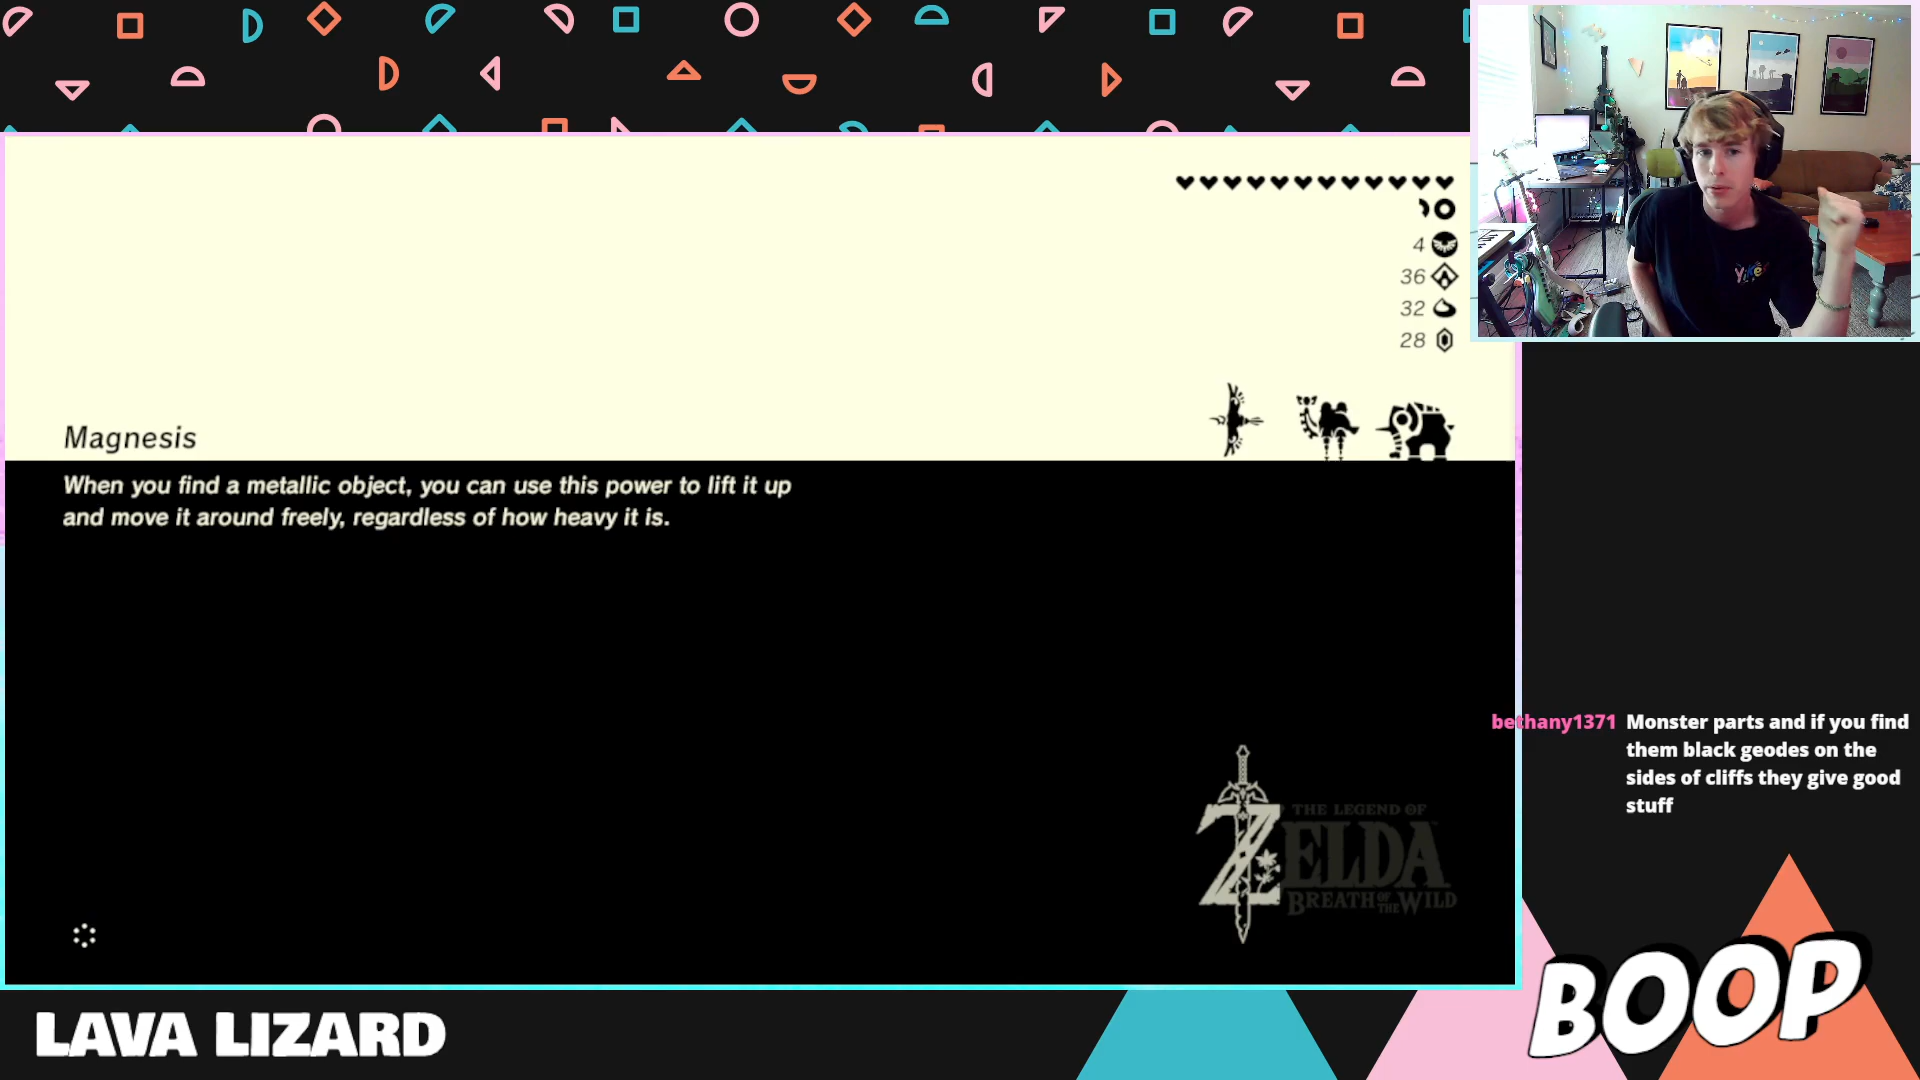 4
36
32
28
Magnesis
When you find a metallic object, you can use this power to lift it up
and move it around freely, regardless of how heavy it is.
bethany1371 Monster parts and if you find
them black geodes on the
sides of cliffs they give good
stuff
THE LEGEND OF
ZELDA
BREATH OF THE WILD
LAVA LIZARD
BOOP